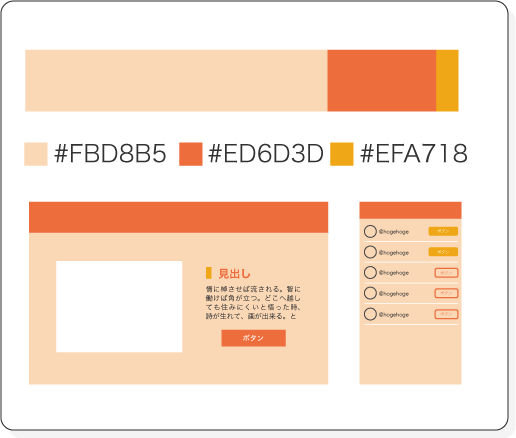 #FBD8B5 #ED6D3D #EFA718
見出し
情に棹させば流される。智に
働けば角が立つ。どこへ越し
ても住みにくいと悟った時、
詩が生れて、画が出来る。と
ボタン
@hogehoge ボタン
@hogehoge ボタン
@hogehoge ボタン
@hogehoge ボタン
@hogehoge ボタン